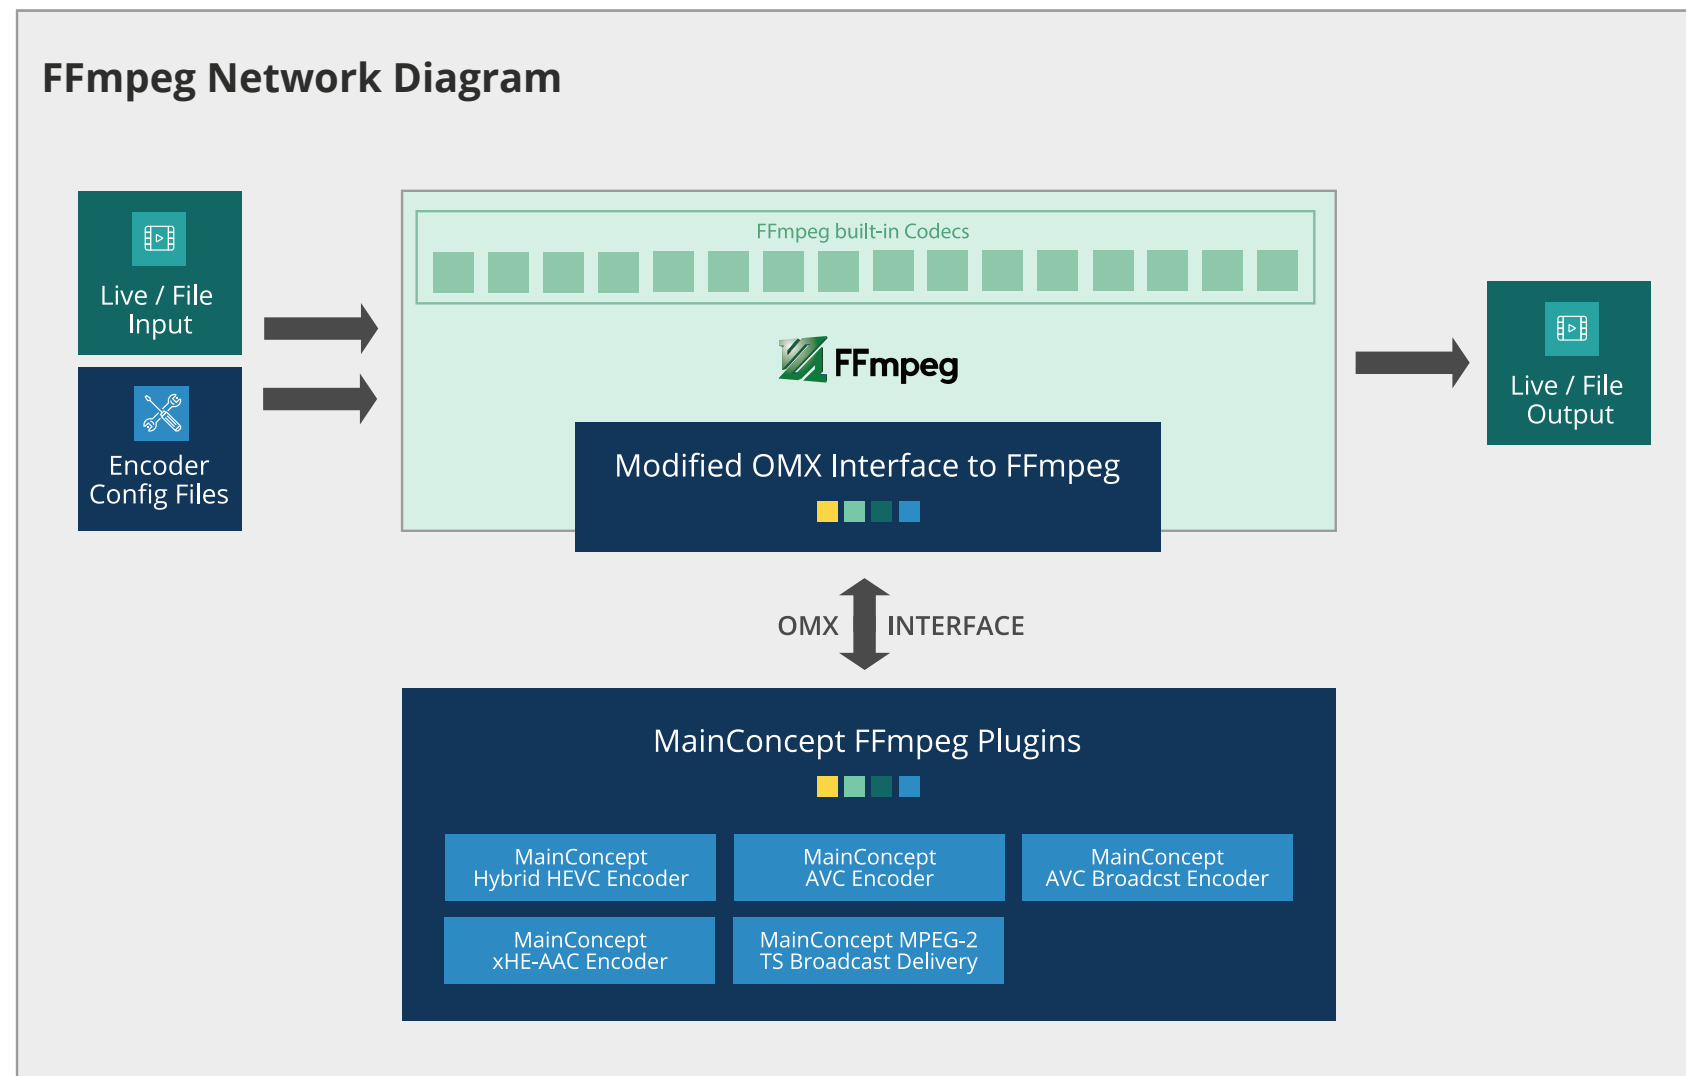 FFmpeg Network Diagram
Live / File
Input
Encoder
Config Files
FFmpeg built-in Codecs
FFmpeg
Modified OMX Interface to FFmpeg
Live / File
Output
OMX INTERFACE
MainConcept FFmpeg Plugins
MainConcept
Hybrid HEVC Encoder
MainConcept
AVC Encoder
MainConcept
AVC Broadcst Encoder
MainConcept
xHE-AAC Encoder
MainConcept MPEG-2
TS Broadcast Delivery